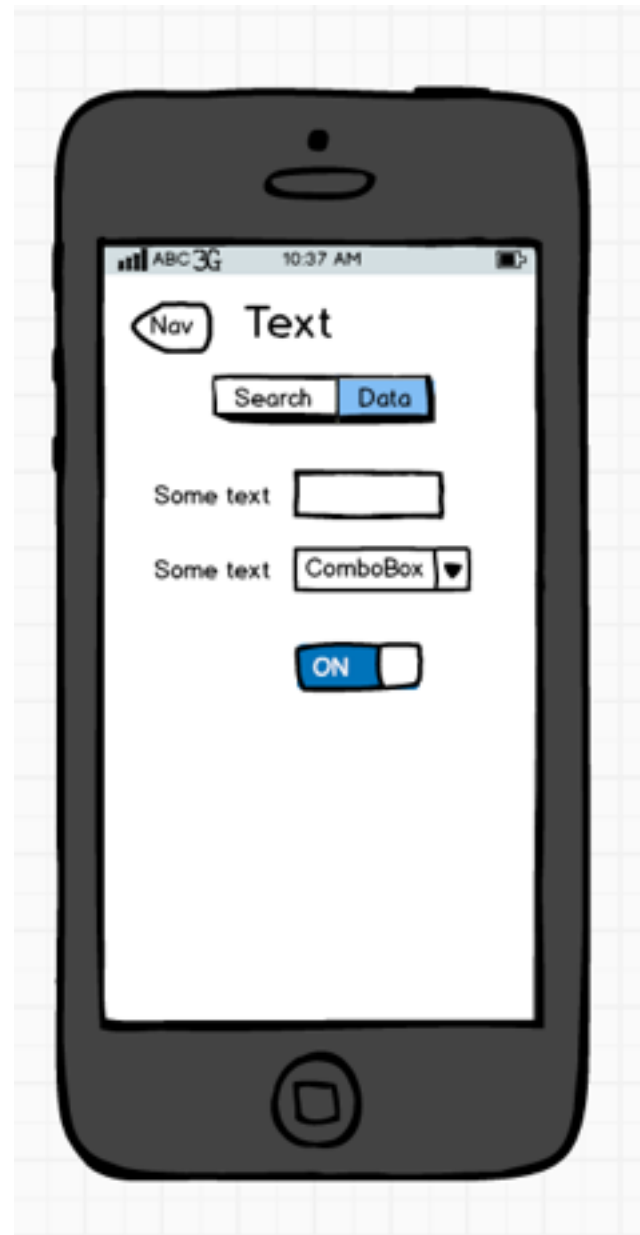 ABC 3G 10:37 AM
Nav Text
Search Data
Some text
Some text ComboBox
ON